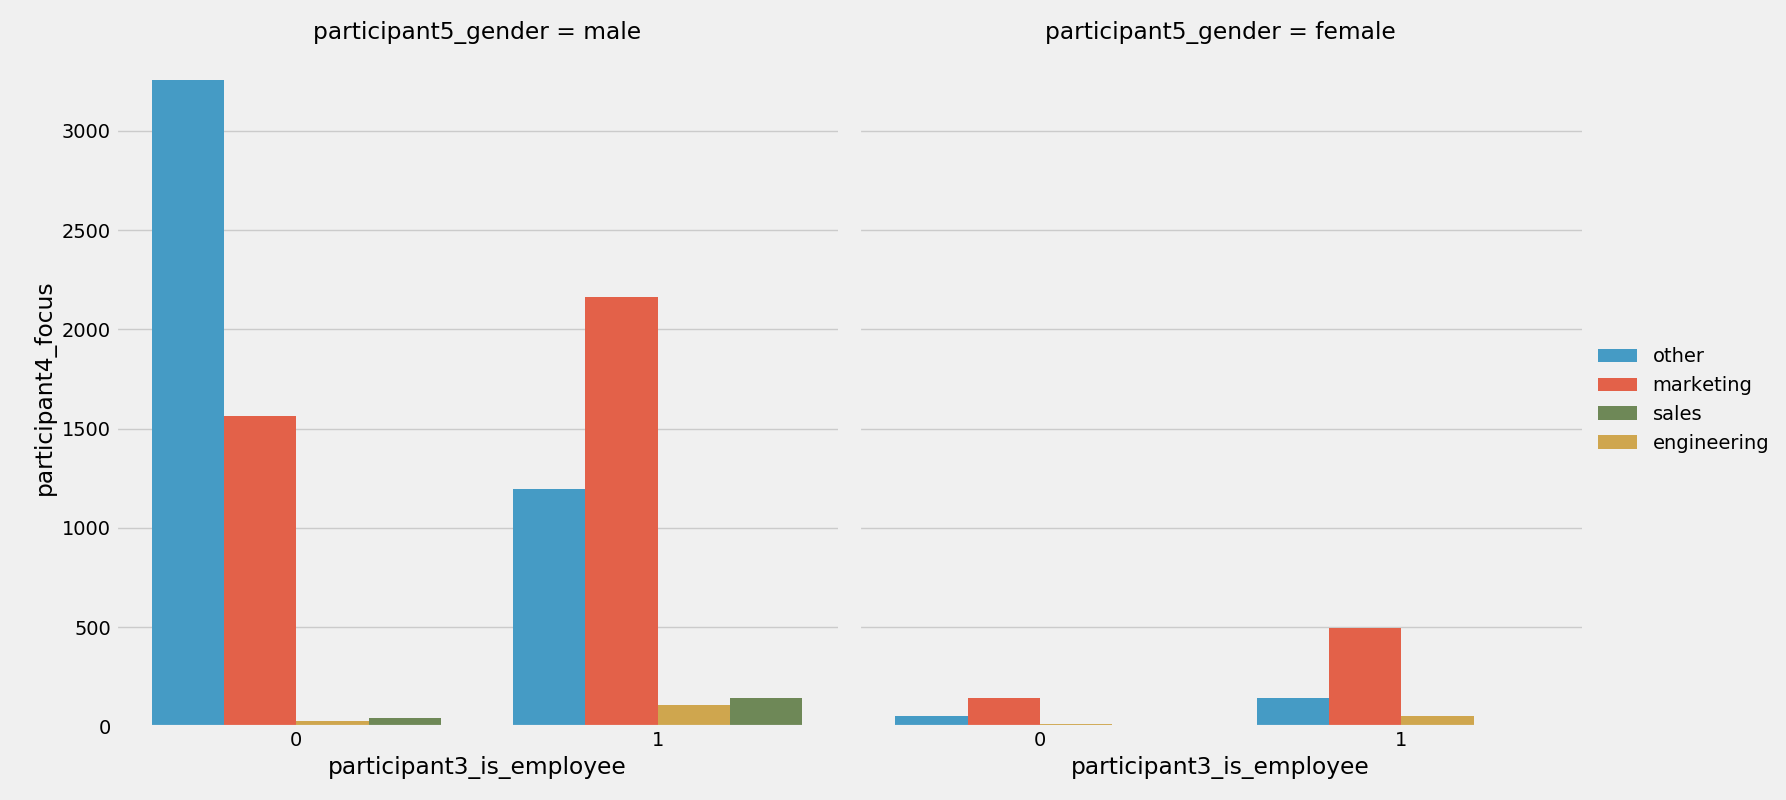 participant5_gender = male
participant5_gender = female
participant4_focus
3000
2500
2000
1500
1000
500
0
0
1
participant3_is_employee
0
1
participant3_is_employee
other
marketing
sales
engineering